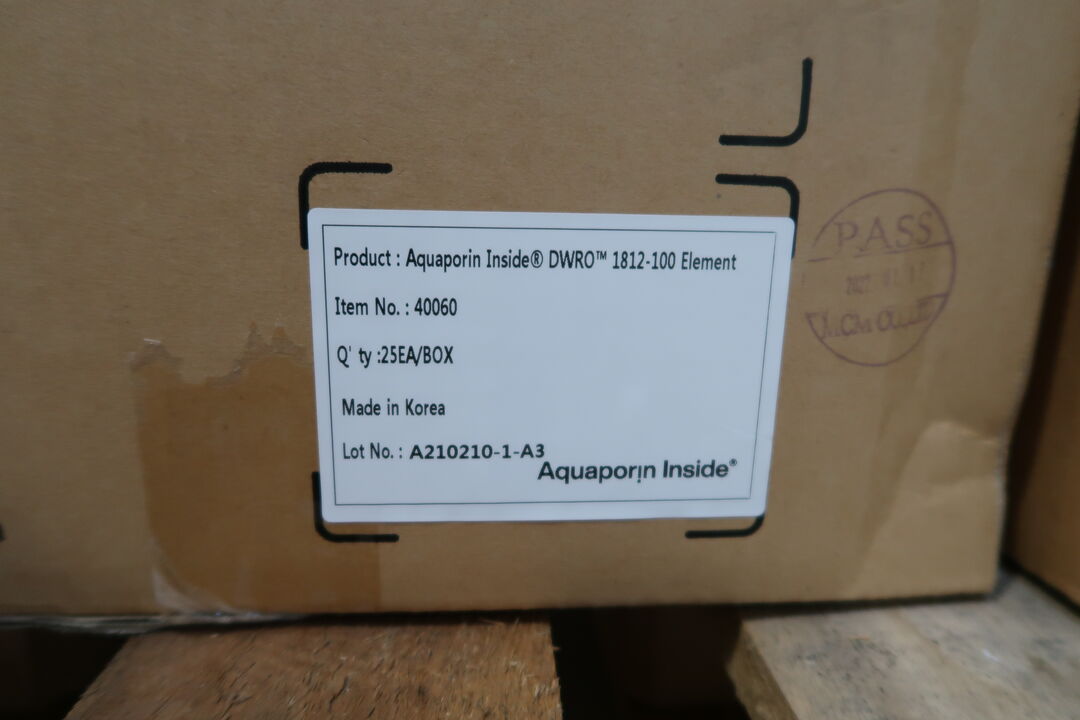 Product : Aquaporin Inside® DWRO™ 1812-100 Element
Item No. : 40060
Q' ty :25EA/BOX
Made in Korea
Lot No. : A210210-1-A3
Aquaporin Inside®
PASS